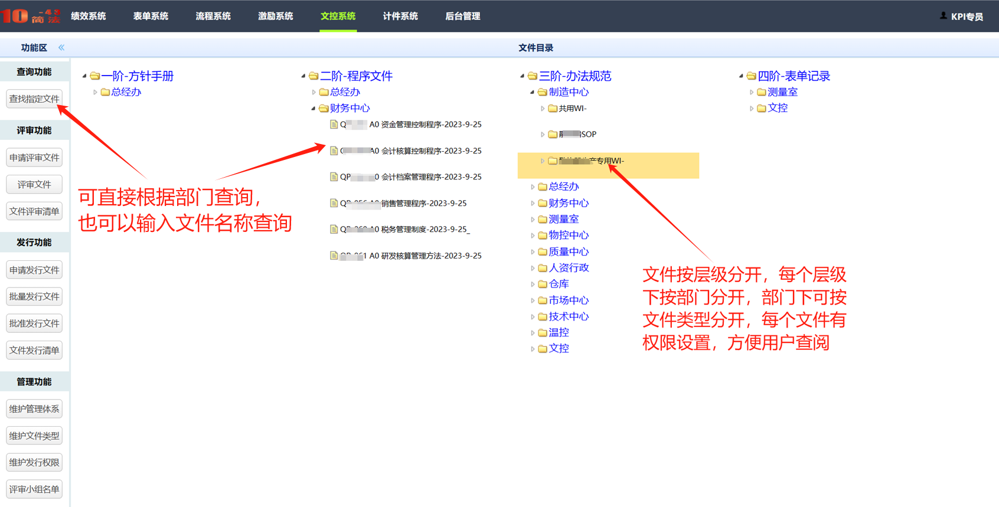 10 -43
简法
绩效系统 表单系统 流程系统 激励系统 文控系统 计件系统 后台管理 KPI专员
功能区 «
文件目录
查询功能
查找指定文件
评审功能
申请评审文件
评审文件
文件评审清单
发行功能
申请发行文件
批量发行文件
批准发行文件
文件发行清单
管理功能
维护管理体系
维护文件类型
维护发行权限
评审小组名单
一阶-方针手册
总经办
二阶-程序文件
总经办
财务中心
Q A0 资金管理控制程序-2023-9-25
A0 会计核算控制程序-2023-9-25
QP 0 会计档案管理程序-2023-9-25
销售管理程序-2023-9-25
Q 0 税务管理制度-2023-9-25_
1 A0 研发核算管理方法-2023-9-25
可直接根据部门查询，
也可以输入文件名称查询
三阶-办法规范
制造中心
共用WI-
SOP
生产专用WI-
总经办
财务中心
测量室
物控中心
质量中心
人资行政
仓库
市场中心
技术中心
温控
文控
四阶-表单记录
测量室
文控
文件按层级分开，每个层级
下按部门分开，部门下可按
文件类型分开，每个文件有
权限设置，方便用户查阅